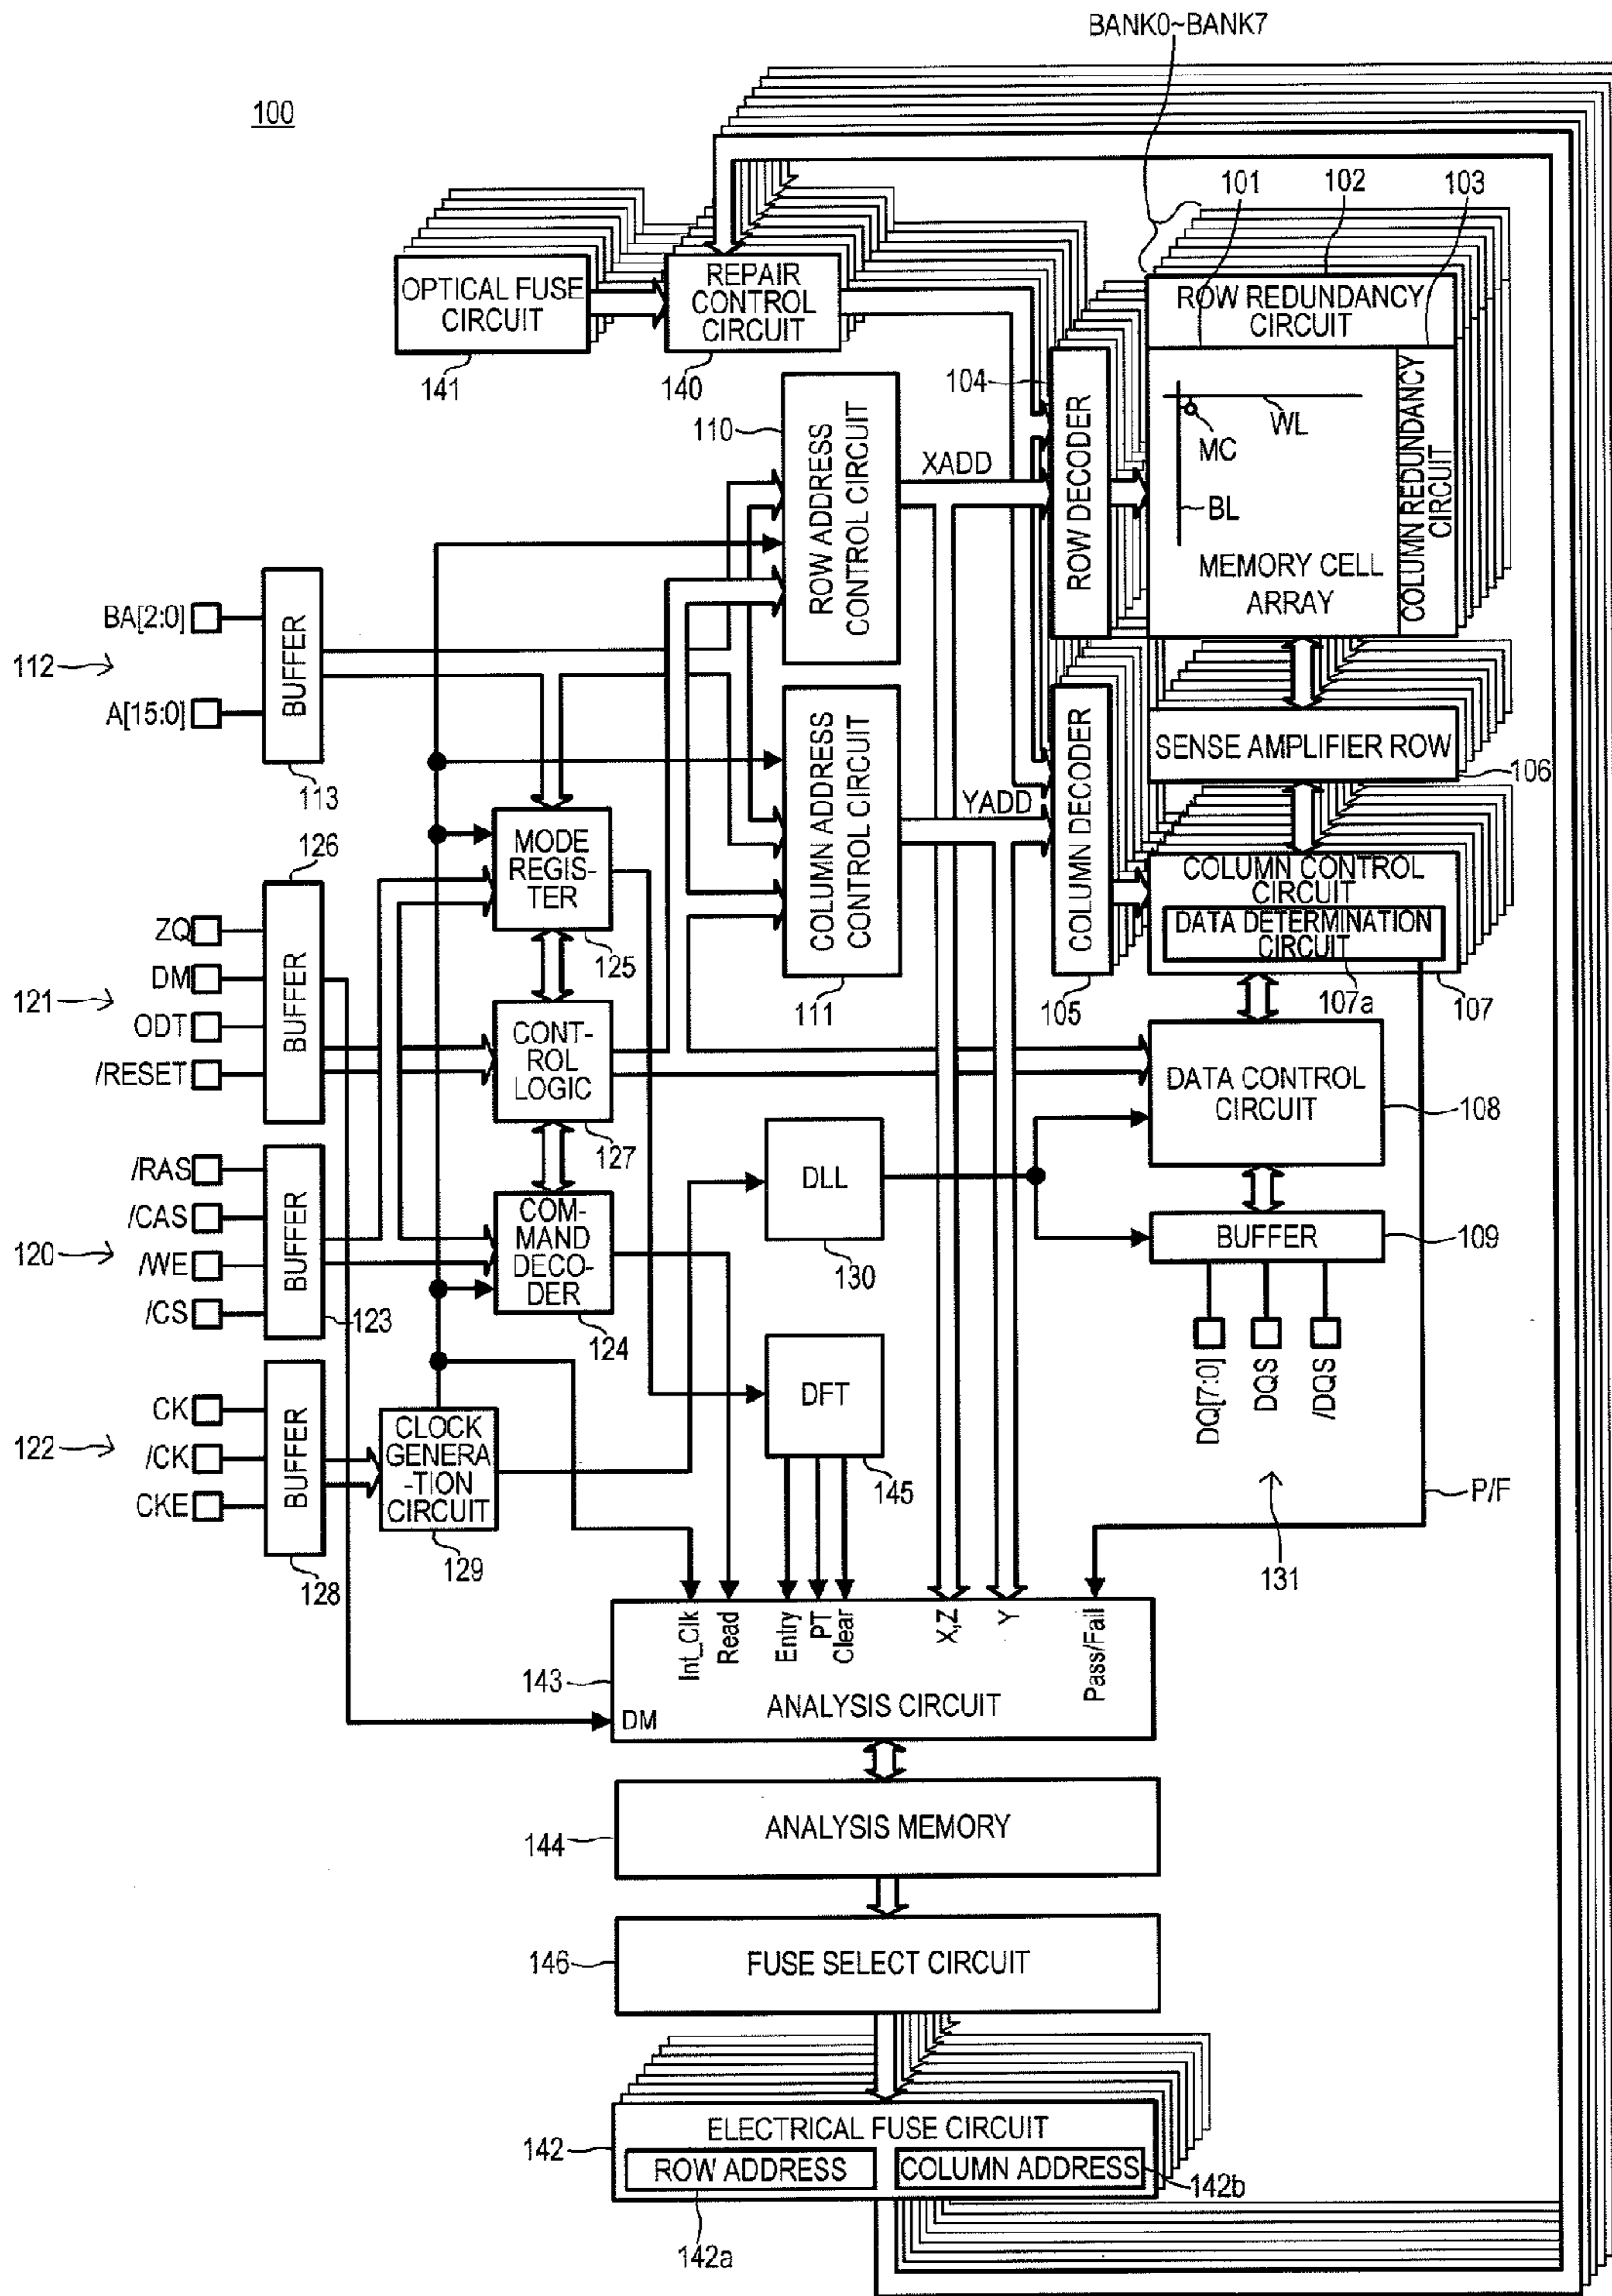 BANK0~BANK7
100
101
102
103
OPTICAL FUSE
CIRCUIT
141
REPAIR
CONTROL
CIRCUIT
140
ROW REDUNDANCY
CIRCUIT
104
ROW DECODER
WL
MC
BL
MEMORY CELL
ARRAY
COLUMN REDUNDANCY
CIRCUIT
110
ROW ADDRESS
CONTROL CIRCUIT
XADD
BA[2:0]
112
A[15:0]
BUFFER
113
COLUMN ADDRESS
CONTROL CIRCUIT
111
YADD
COLUMN DECODER
105
SENSE AMPLIFIER ROW
106
COLUMN CONTROL
CIRCUIT
DATA DETERMINATION
CIRCUIT
107a
107
MODE
REGIS-
TER
125
126
ZQ
DM
121
ODT
/RESET
BUFFER
CONT-
ROL
LOGIC
127
DATA CONTROL
CIRCUIT
108
/RAS
/CAS
120
/WE
/CS
BUFFER
123
COM-
MAND
DECO-
DER
124
DLL
130
BUFFER
109
DQ[7:0]
DQS
/DQS
131
P/F
CK
122
/CK
CKE
BUFFER
128
CLOCK
GENERA
-TION
CIRCUIT
129
DFT
145
Int_Clk
Read
Entry
PT
Clear
X,Z
Y
Pass/Fail
143
DM
ANALYSIS CIRCUIT
144
ANALYSIS MEMORY
146
FUSE SELECT CIRCUIT
142
ELECTRICAL FUSE CIRCUIT
ROW ADDRESS
COLUMN ADDRESS
142a
142b